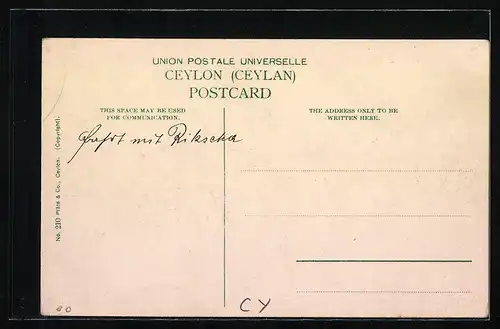 UNION POSTALE UNIVERSELLE
CEYLON (CEYLAN)
POSTCARD
THIS SPACE MAY BE USED
FOR COMMUNICATION.
THE ADDRESS ONLY TO BE
WRITTEN HERE.
Fahrt mit Rikscha
No. 210 Plâté & Co., Ceylon. (Copyright).
CY